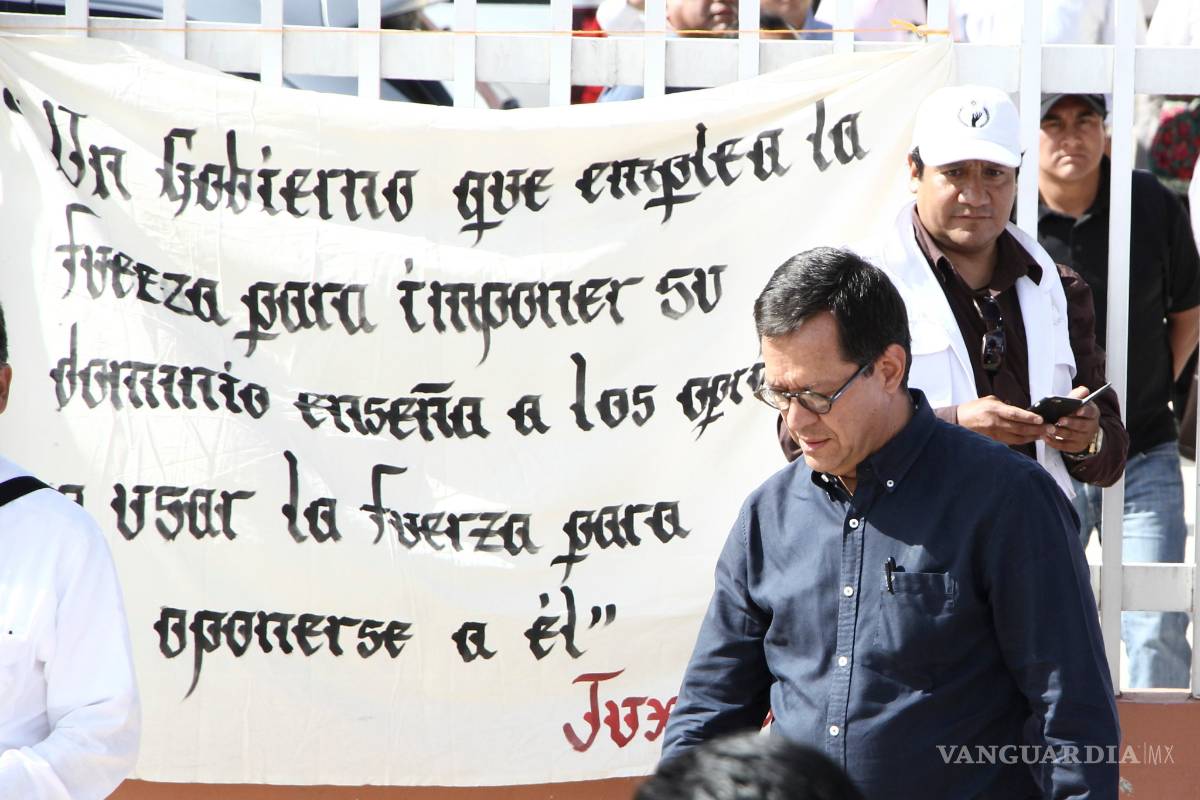 “Un Gobierno que emplea la
fuerza para imponer su
dominio enseña a los
usar la fuerza para
oponerse a él”
VANGUARDIA|MX